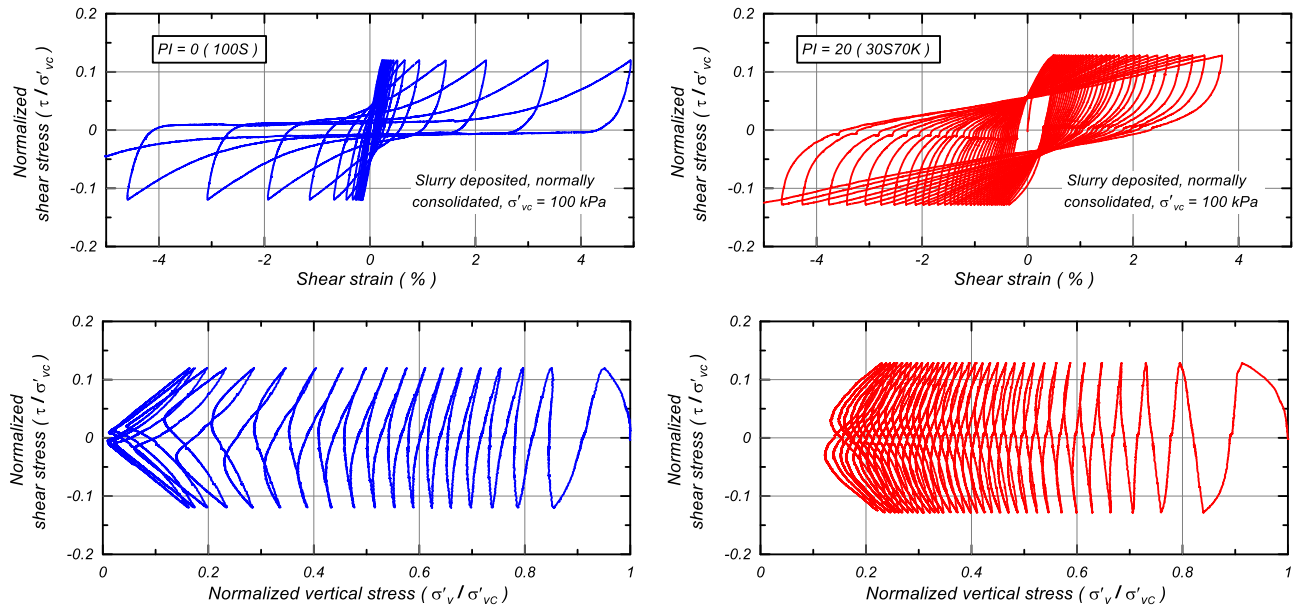 0.2
0.1
0
-0.1
-0.2
Normalized
shear stress ( τ / σ′vc )
PI = 0 ( 100S )
Slurry deposited, normally
consolidated, σ′vc = 100 kPa
-4
-2
0
2
4
Shear strain ( % )
0.2
0.1
0
-0.1
-0.2
Normalized
shear stress ( τ / σ′vc )
PI = 20 ( 30S70K )
Slurry deposited, normally
consolidated, σ′vc = 100 kPa
-4
-2
0
2
4
Shear strain ( % )
0.2
0.1
0
-0.1
-0.2
Normalized
shear stress ( τ / σ′vc )
0
0.2
0.4
0.6
0.8
1
Normalized vertical stress ( σ′v / σ′vC )
0.2
0.1
0
-0.1
-0.2
Normalized
shear stress ( τ / σ′vc )
0
0.2
0.4
0.6
0.8
1
Normalized vertical stress ( σ′v / σ′vC )